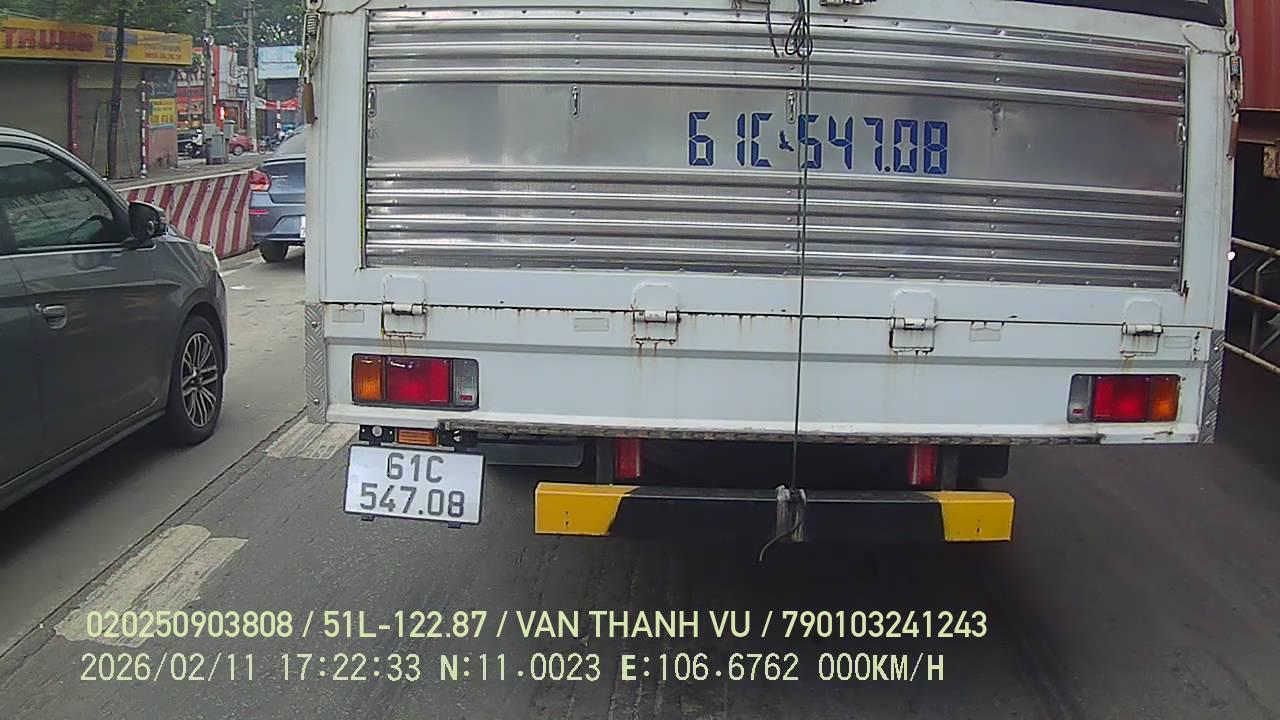 61C-547.08
61C
547.08
020250903808 / 51L-122.87 / VAN THANH VU / 790103241243
2026/02/11 17:22:33 N:11.0023 E:106.6762 000KM/H